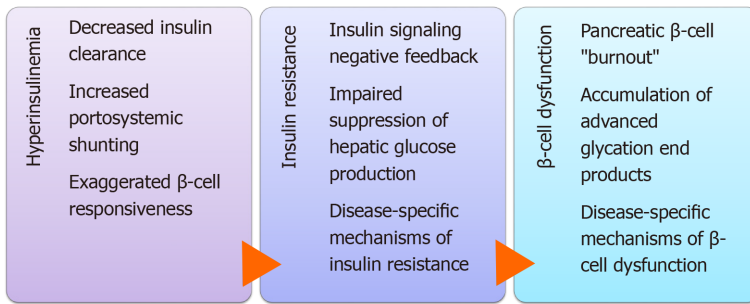 Hyperinsulinemia
Decreased insulin
clearance
Increased
portosystemic
shunting
Exaggerated β-cell
responsiveness
Insulin resistance
Insulin signaling
negative feedback
Impaired
suppression of
hepatic glucose
production
Disease-specific
mechanisms of
insulin resistance
β-cell dysfunction
Pancreatic β-cell
"burnout"
Accumulation of
advanced
glycation end
products
Disease-specific
mechanisms of β-
cell dysfunction